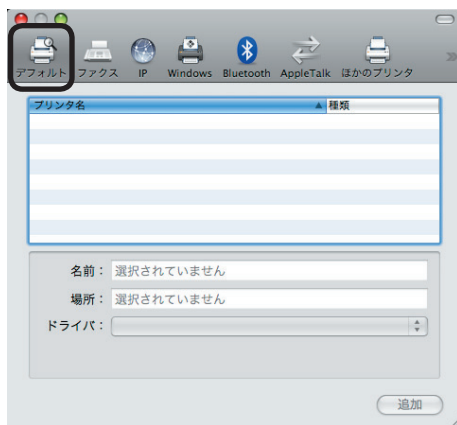 デフォルト ファクス IP Windows Bluetooth AppleTalk ほかのプリンタ
プリンタ名 種類
名前： 選択されていません
場所： 選択されていません
ドライバ：
追加